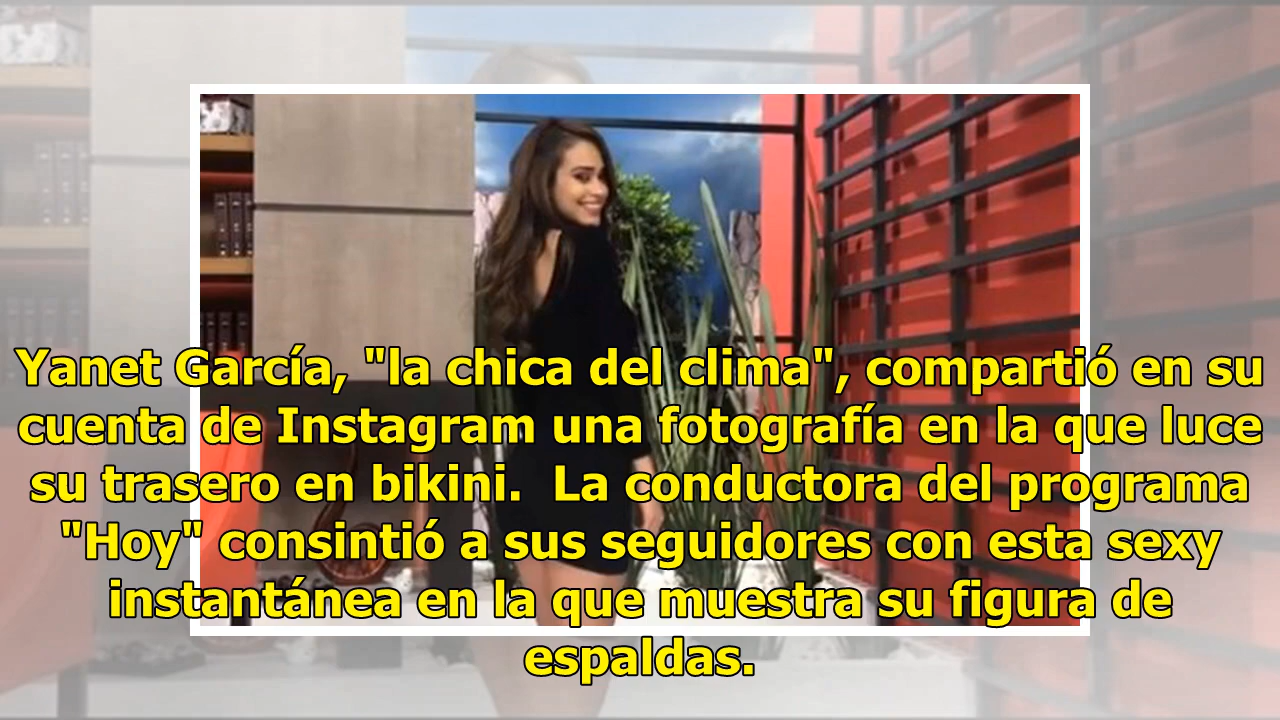 Yanet García, "la chica del clima", compartió en su
cuenta de Instagram una fotografía en la que luce
su trasero en bikini.  La conductora del programa
"Hoy" consintió a sus seguidores con esta sexy
instantánea en la que muestra su figura de
espaldas.